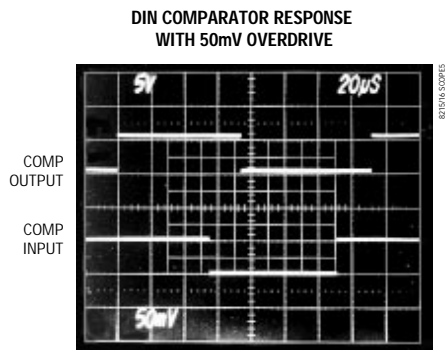 DIN COMPARATOR RESPONSE
WITH 50mV OVERDRIVE
5V
20µS
8215/16 SCOPE5
COMP
OUTPUT
COMP
INPUT
50mV